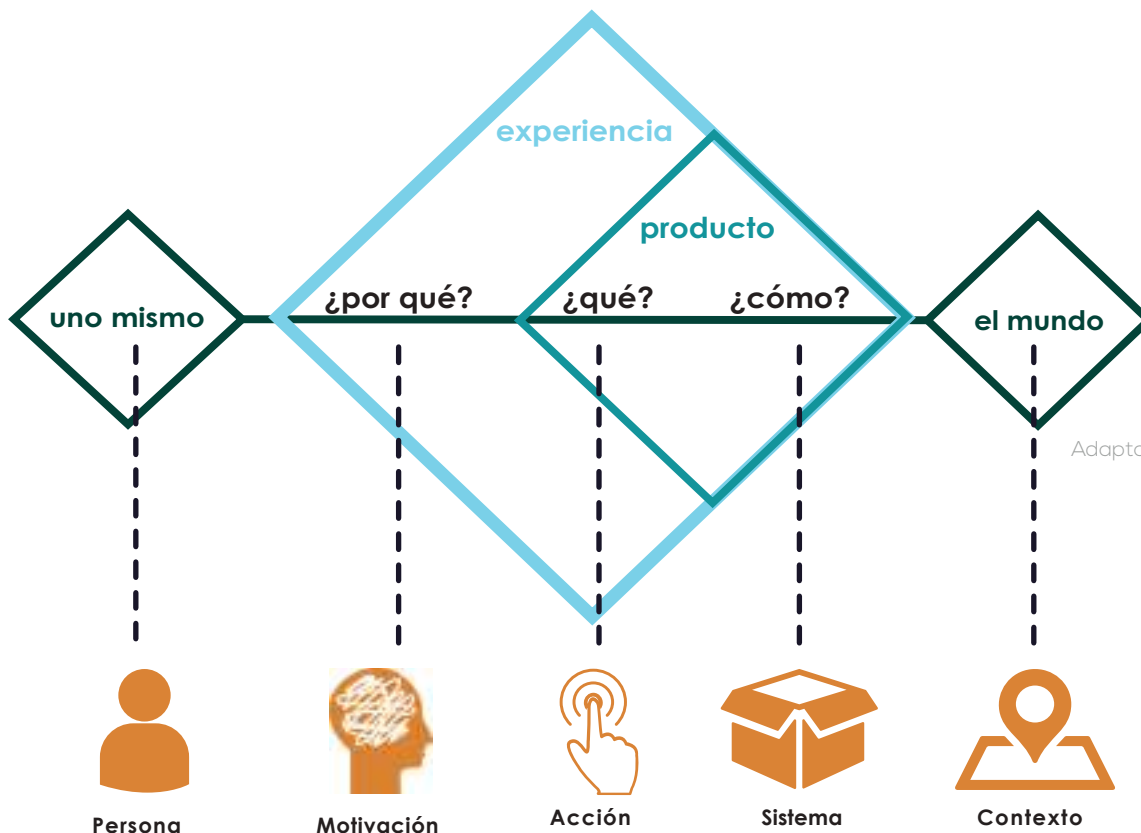 experiencia
producto
¿por qué?
¿qué?
¿cómo?
uno mismo
el mundo
Persona
Motivación
Acción
Sistema
Contexto